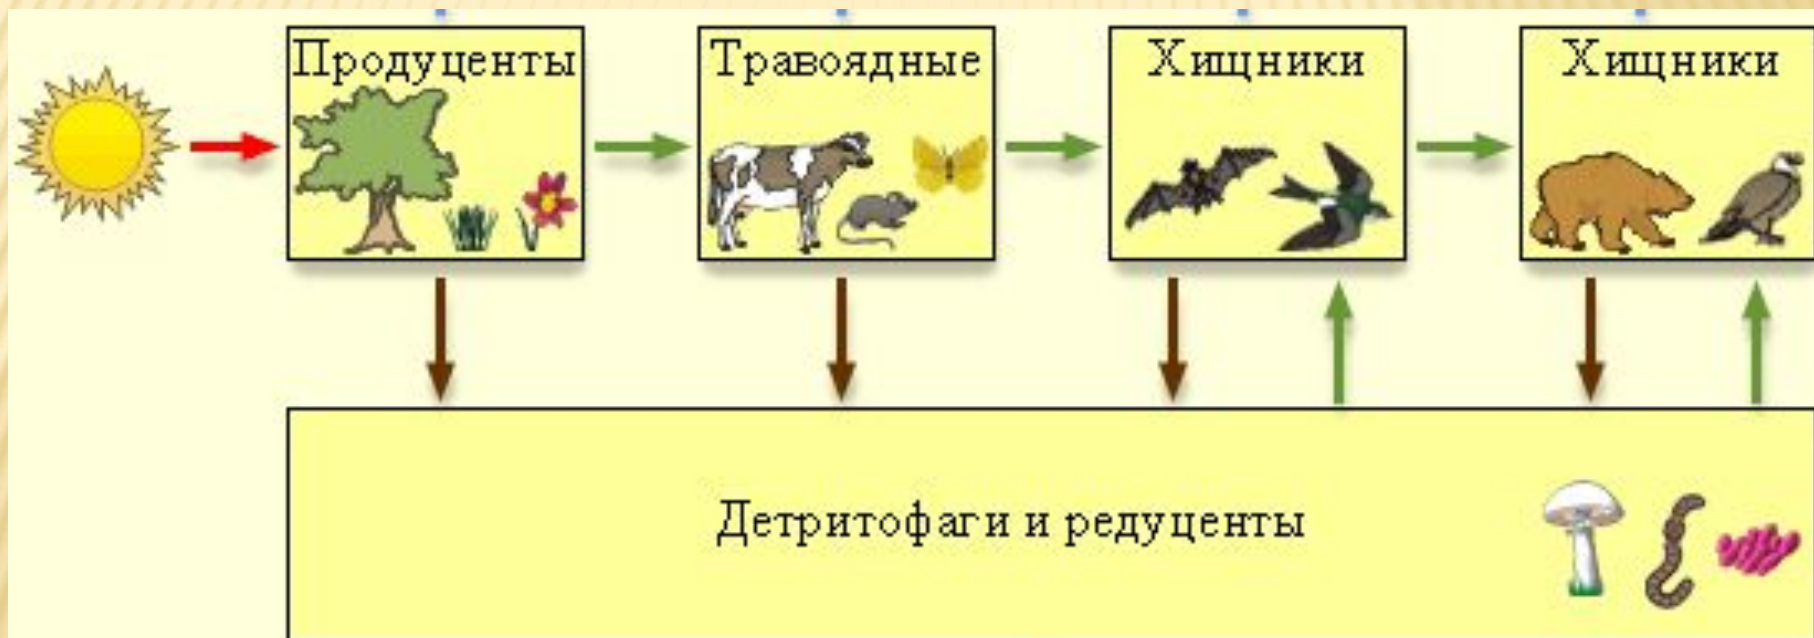 Продуценты
Травоядные
Хищники
Хищники
Детритофаги и редуценты